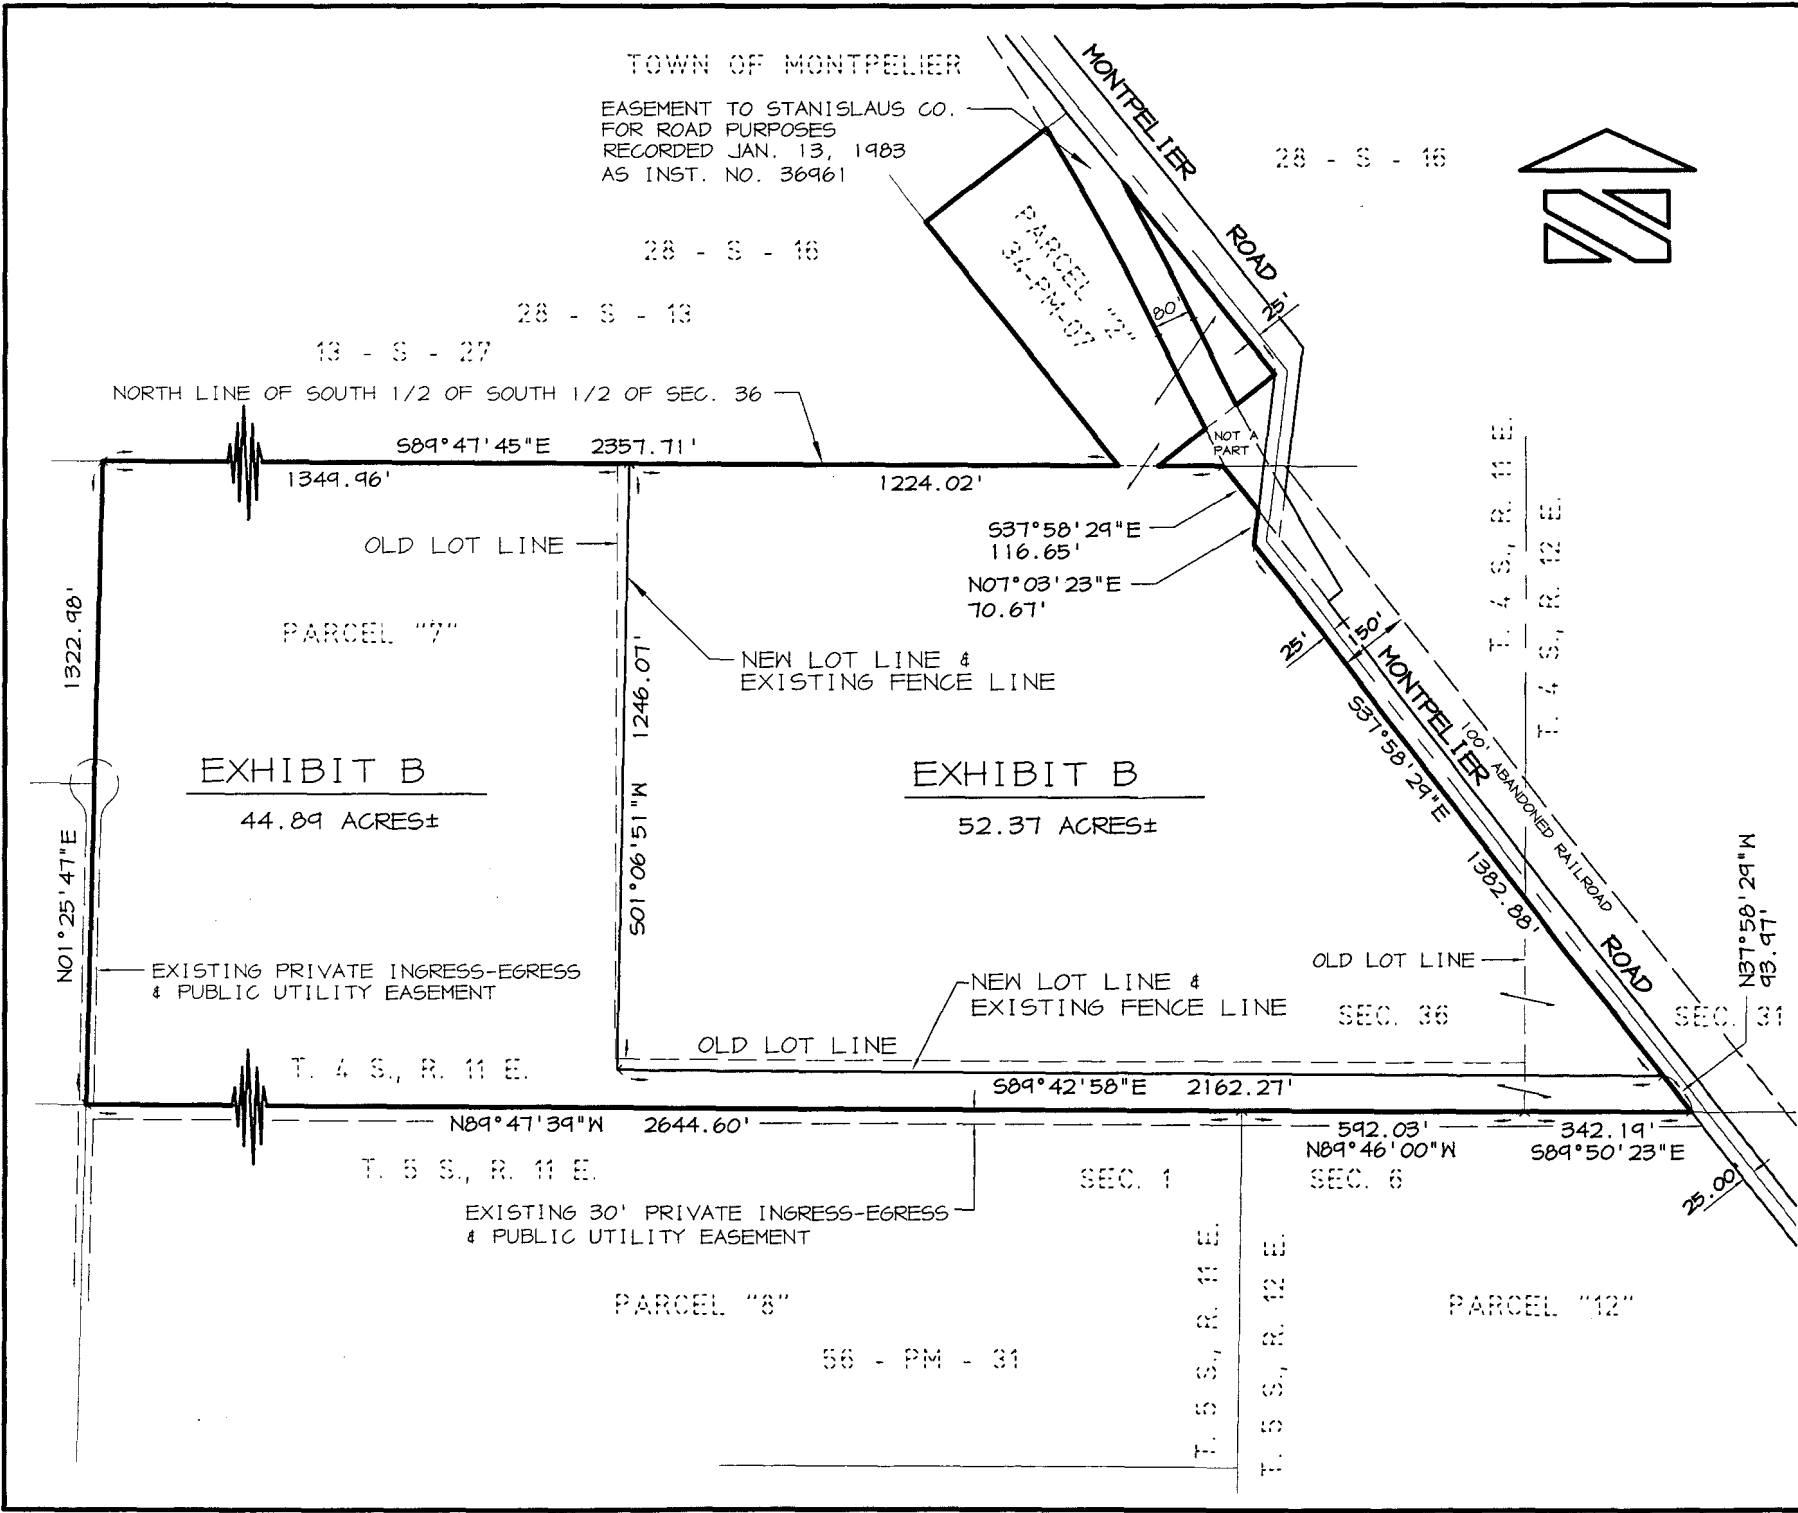 TOWN OF MONTPELIER
EASEMENT TO STANISLAUS CO.
FOR ROAD PURPOSES
RECORDED JAN. 13, 1983
AS INST. NO. 36961
MONTPELIER
ROAD
28 - S - 16
28 - S - 16
28 - S - 13
13 - S - 27
PARCEL "2"
34-PM-07
80'
25'
NORTH LINE OF SOUTH 1/2 OF SOUTH 1/2 OF SEC. 36
S89°47'45"E 2357.71'
1349.96'
1224.02'
NOT A
PART
S37°58'29"E
116.65'
N07°03'23"E
70.67'
OLD LOT LINE
PARCEL "7"
1322.98'
N01°25'47"E
NEW LOT LINE &
EXISTING FENCE LINE
1246.07'
S01°06'51"W
T. 4 S., R. 11 E.
T. 4 S., R. 12 E.
25'
150'
MONTPELIER
ROAD
S37°58'29"E
1382.88'
100' ABANDONED RAILROAD
EXHIBIT B
44.89 ACRES±
EXHIBIT B
52.37 ACRES±
N37°58'29"W
93.97'
EXISTING PRIVATE INGRESS-EGRESS
& PUBLIC UTILITY EASEMENT
OLD LOT LINE
NEW LOT LINE &
EXISTING FENCE LINE
SEC. 36
SEC. 31
OLD LOT LINE
T. 4 S., R. 11 E.
S89°42'58"E 2162.27'
N89°47'39"W 2644.60'
592.03'
N89°46'00"W
342.19'
S89°50'23"E
25.00'
T. 5 S., R. 11 E.
SEC. 1
SEC. 6
EXISTING 30' PRIVATE INGRESS-EGRESS
& PUBLIC UTILITY EASEMENT
T. 5 S., R. 11 E.
T. 5 S., R. 12 E.
PARCEL "8"
PARCEL "12"
56 - PM - 31